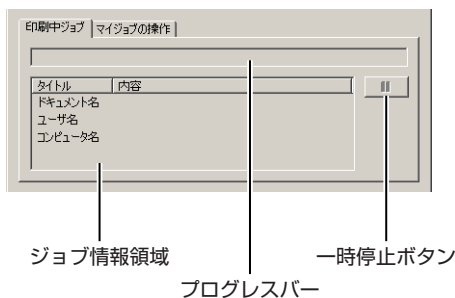 印刷中ジョブ マイジョブの操作
タイトル 内容
ドキュメント名
ユーザ名
コンピュータ名
ジョブ情報領域 一時停止ボタン
プログレスバー